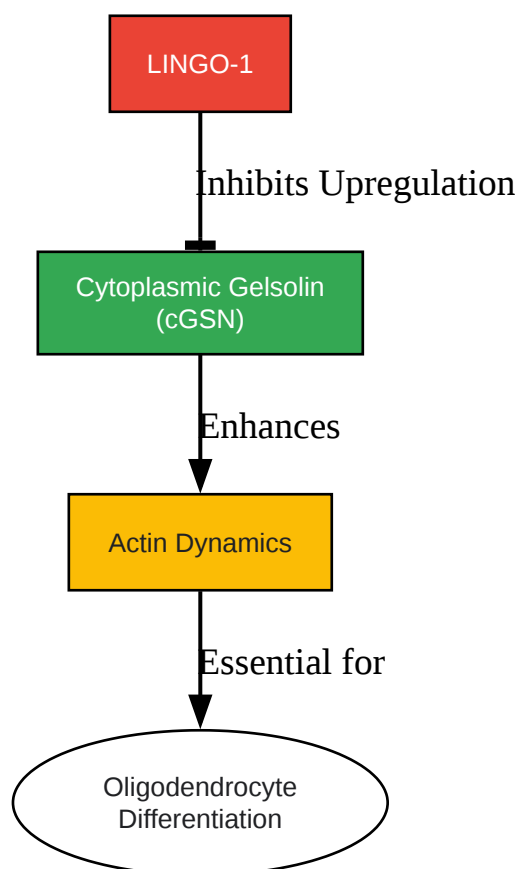 LINGO-1
Inhibits Upregulation
Cytoplasmic Gelsolin
(cGSN)
Enhances
Actin Dynamics
Essential for
Oligodendrocyte
Differentiation